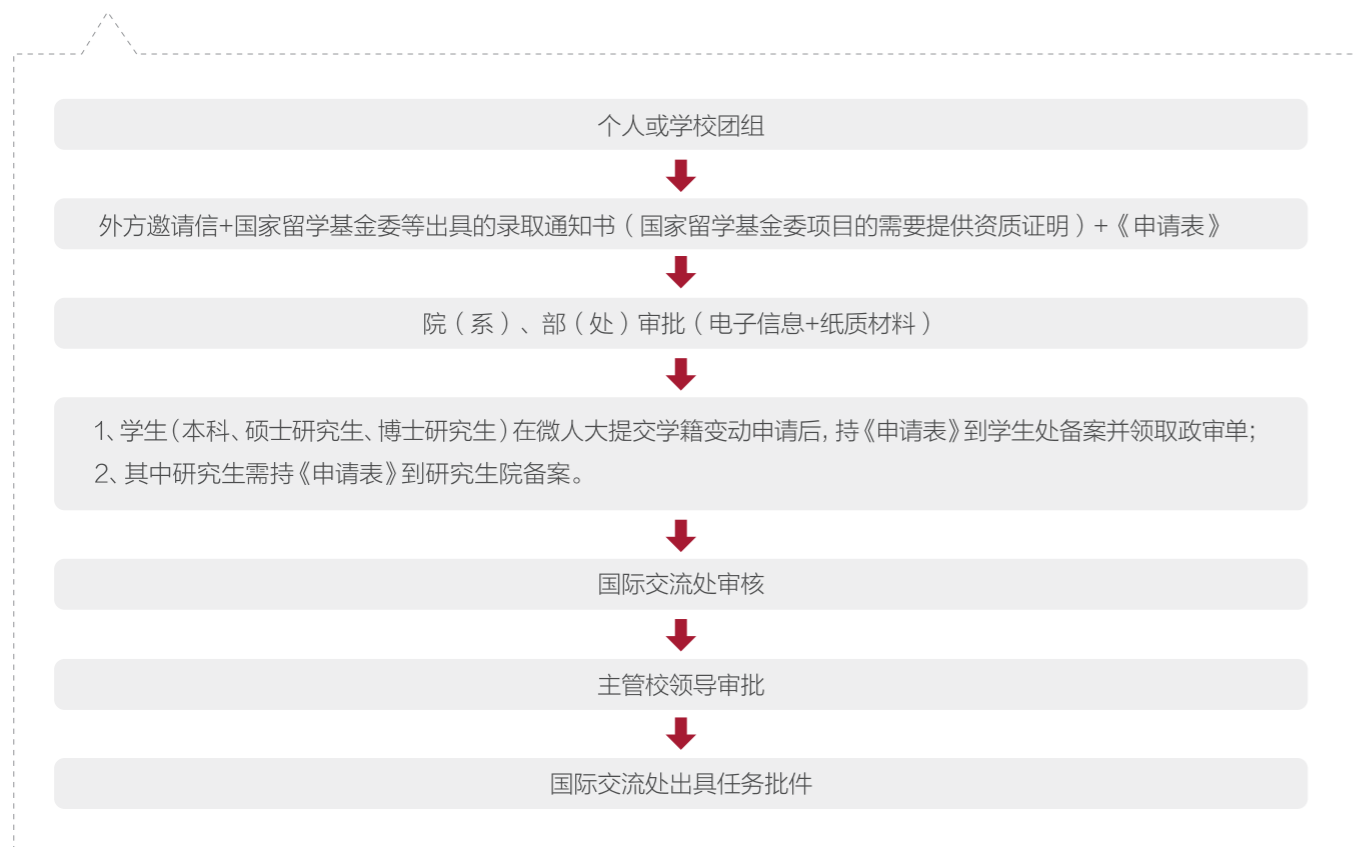 个人或学校团组
外方邀请信+国家留学基金委等出具的录取通知书（国家留学基金委项目的需要提供资质证明）+《申请表》
院（系）、部（处）审批（电子信息+纸质材料）
1、学生（本科、硕士研究生、博士研究生）在微人大提交学籍变动申请后, 持《申请表》到学生处备案并领取政审单;
2、其中研究生需持《申请表》到研究生院备案。
国际交流处审核
主管校领导审批
国际交流处出具任务批件